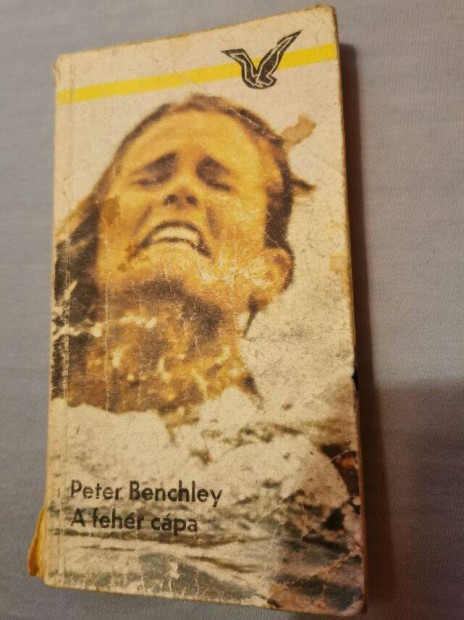 Peter Benchley
A fehér cápa